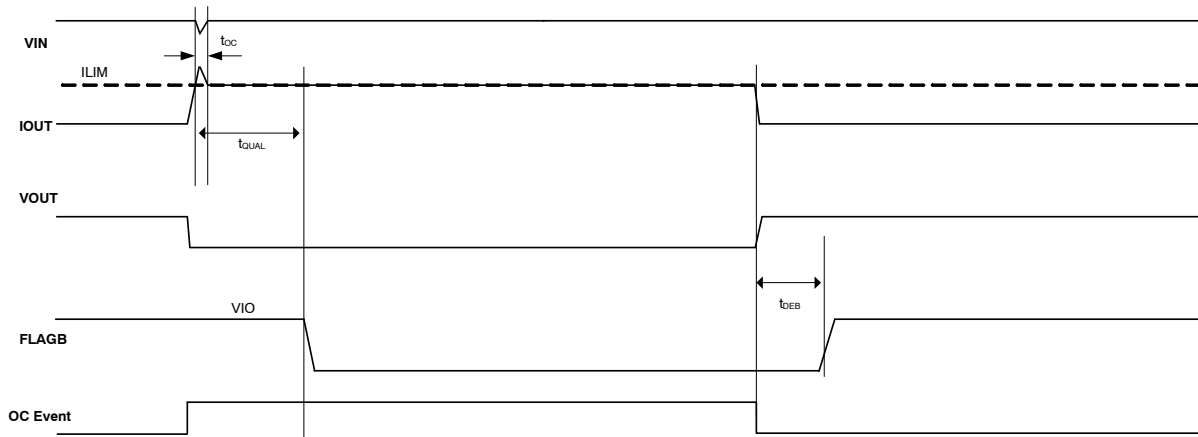 VIN
tOC
ILIM
IOUT
tQUAL
VOUT
tDEB
VIO
FLAGB
OC Event